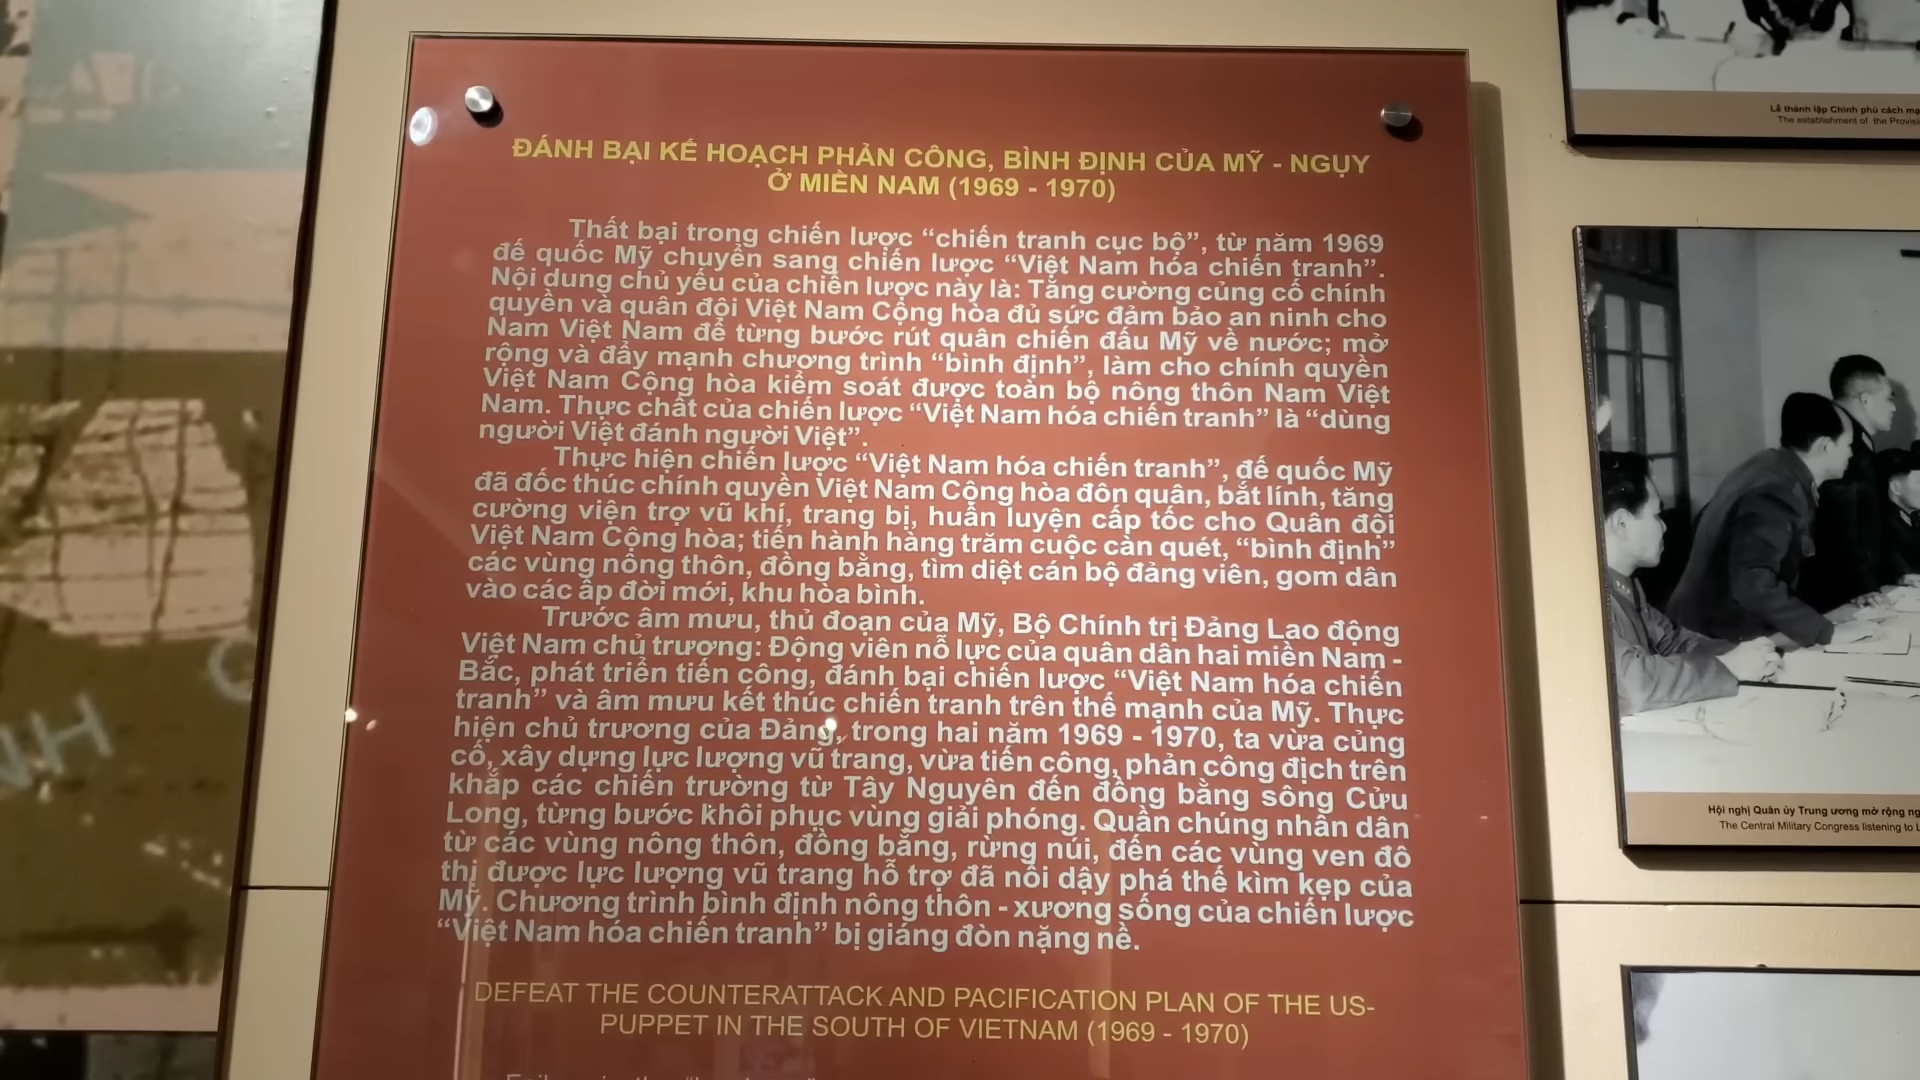 ĐÁNH BẠI KẾ HOẠCH PHẢN CÔNG, BÌNH ĐỊNH CỦA MỸ - NGỤY
Ở MIỀN NAM (1969 - 1970)
Thất bại trong chiến lược “chiến tranh cục bộ”, từ năm 1969
đế quốc Mỹ chuyển sang chiến lược “Việt Nam hóa chiến tranh”.
Nội dung chủ yếu của chiến lược này là: Tăng cường củng cố chính
quyền và quân đội Việt Nam Cộng hòa đủ sức đảm bảo an ninh cho
Nam Việt Nam để từng bước rút quân chiến đấu Mỹ về nước; mở
rộng và đẩy mạnh chương trình “bình định”, làm cho chính quyền
Việt Nam Cộng hòa kiểm soát được toàn bộ nông thôn Nam Việt
Nam. Thực chất của chiến lược “Việt Nam hóa chiến tranh” là “dùng
người Việt đánh người Việt”.
Thực hiện chiến lược “Việt Nam hóa chiến tranh”, đế quốc Mỹ
đã đốc thúc chính quyền Việt Nam Cộng hòa đôn quân, bắt lính, tăng
cường viện trợ vũ khí, trang bị, huấn luyện cấp tốc cho Quân đội
Việt Nam Cộng hòa; tiến hành hàng trăm cuộc càn quét, “bình định”
các vùng nông thôn, đồng bằng, tìm diệt cán bộ đảng viên, gom dân
vào các ấp đời mới, khu hòa bình.
Trước âm mưu, thủ đoạn của Mỹ, Bộ Chính trị Đảng Lao động
Việt Nam chủ trương: Động viên nỗ lực của quân dân hai miền Nam -
Bắc, phát triển tiến công, đánh bại chiến lược “Việt Nam hóa chiến
tranh” và âm mưu kết thúc chiến tranh trên thế mạnh của Mỹ. Thực
hiện chủ trương của Đảng, trong hai năm 1969 - 1970, ta vừa củng
cố, xây dựng lực lượng vũ trang, vừa tiến công, phản công địch trên
khắp các chiến trường từ Tây Nguyên đến đồng bằng sông Cửu
Long, từng bước khôi phục vùng giải phóng. Quần chúng nhân dân
từ các vùng nông thôn, đồng bằng, rừng núi, đến các vùng ven đô
thị được lực lượng vũ trang hỗ trợ đã nổi dậy phá thế kìm kẹp của
Mỹ. Chương trình bình định nông thôn - xương sống của chiến lược
“Việt Nam hóa chiến tranh” bị giáng đòn nặng nề.
DEFEAT THE COUNTERATTACK AND PACIFICATION PLAN OF THE US-
PUPPET IN THE SOUTH OF VIETNAM (1969 - 1970)
Lễ thành lập Chính phủ cách
The establishment of the
Hội nghị Quân ủy Trung ương mở rộng
The Central Military Congress listening to